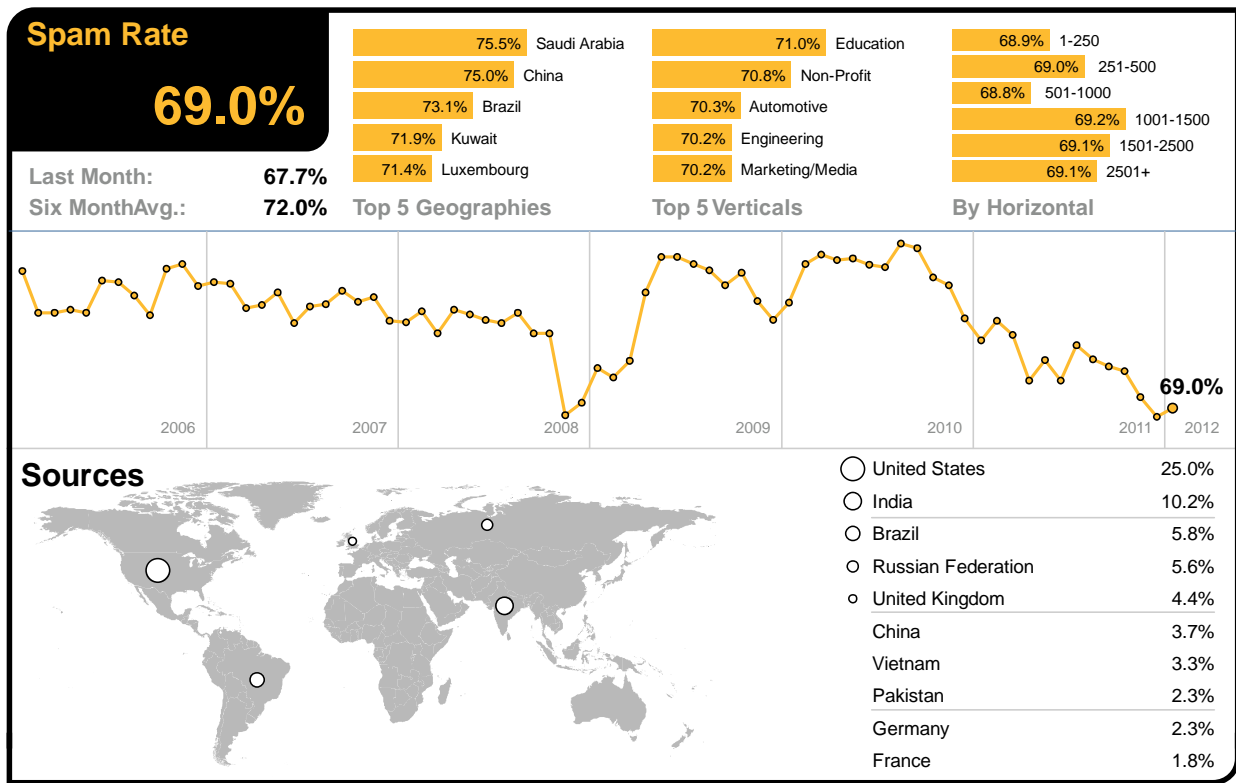 Spam Rate
69.0%
Last Month: 67.7%
Six MonthAvg.: 72.0%
75.5% Saudi Arabia
75.0% China
73.1% Brazil
71.9% Kuwait
71.4% Luxembourg
Top 5 Geographies
71.0% Education
70.8% Non-Profit
70.3% Automotive
70.2% Engineering
70.2% Marketing/Media
Top 5 Verticals
68.9% 1-250
69.0% 251-500
68.8% 501-1000
69.2% 1001-1500
69.1% 1501-2500
69.1% 2501+
By Horizontal
69.0%
2006 2007 2008 2009 2010 2011 2012
Sources
United States 25.0%
India 10.2%
Brazil 5.8%
Russian Federation 5.6%
United Kingdom 4.4%
China 3.7%
Vietnam 3.3%
Pakistan 2.3%
Germany 2.3%
France 1.8%